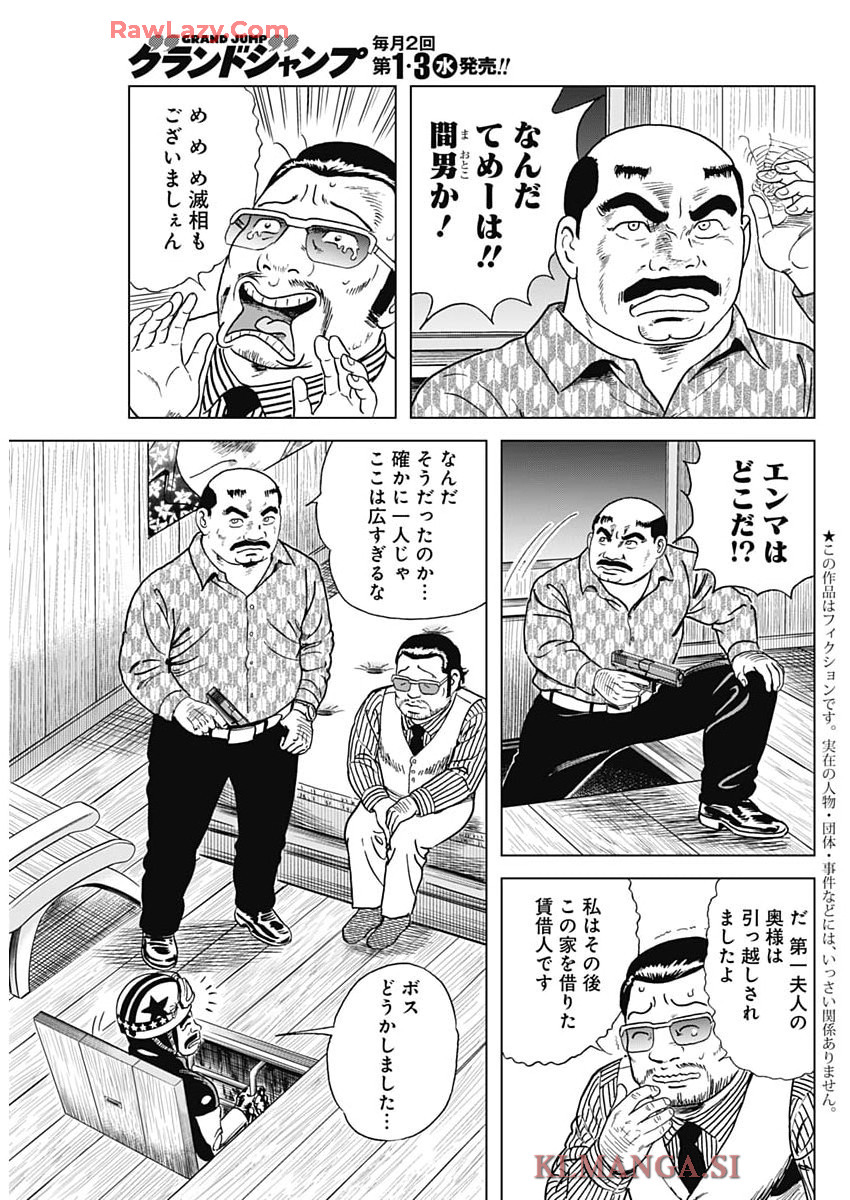 RawLazy.Com
GRAND JUMP
グランドジャンプ
毎月2回
第1・3㊌発売!!
なんだ
てめーは!!
間男か!
ま おとこ
め め め滅相も
ございましぇん
エンマは
どこだ!?
だ 第一夫人の
奥様は
引っ越しされ
ましたよ
私はその後
この家を借りた
賃借人です
なんだ
そうだったのか…
確かに一人じゃ
ここは広すぎるな
ボス
どうかしました…
★この作品はフィクションです。実在の人物・団体・事件などには、いっさい関係ありません。
KLMANGA.SI